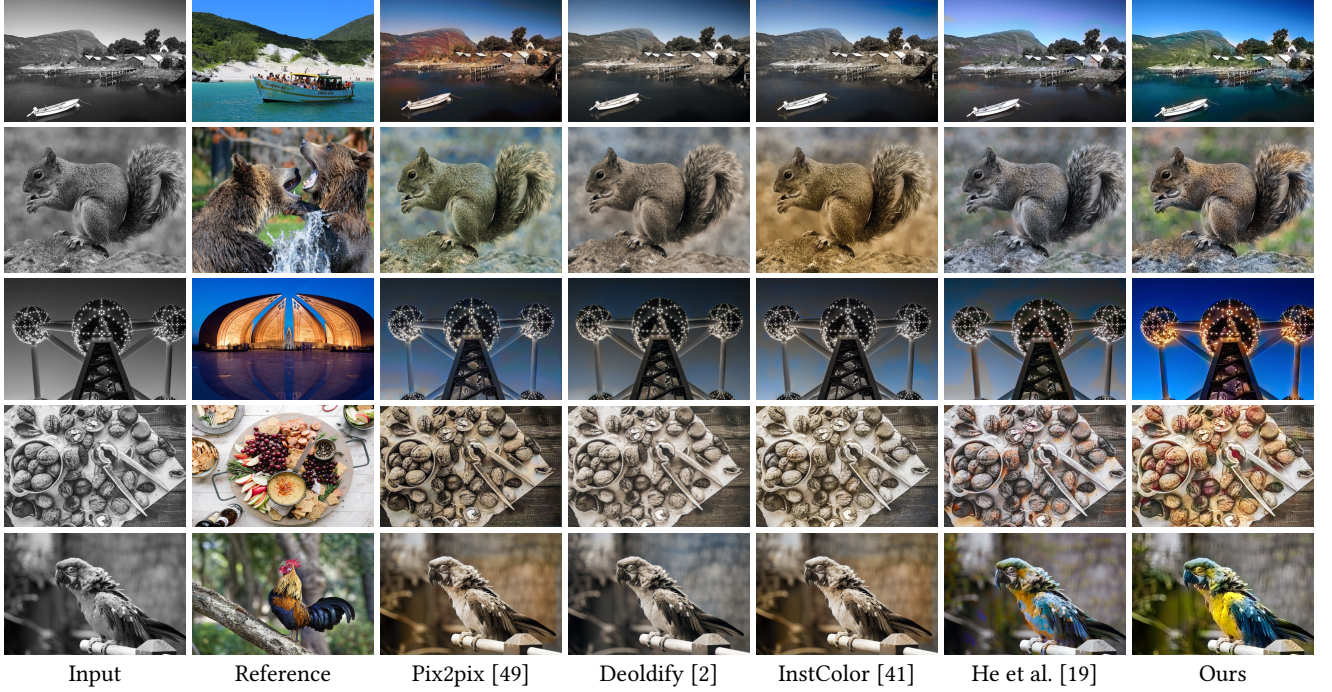 Input Reference Pix2pix [49] Deoldify [2] InstColor [41] He et al. [19] Ours